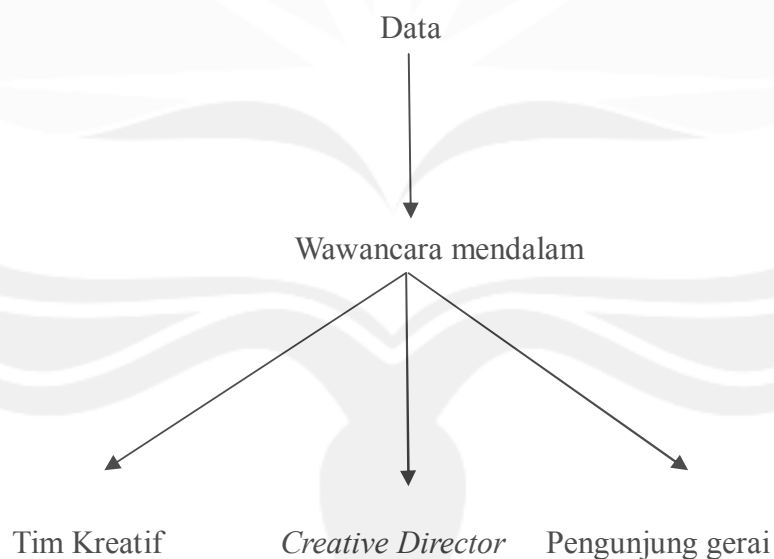 Data
Wawancara mendalam
Tim Kreatif Creative Director Pengunjung gerai